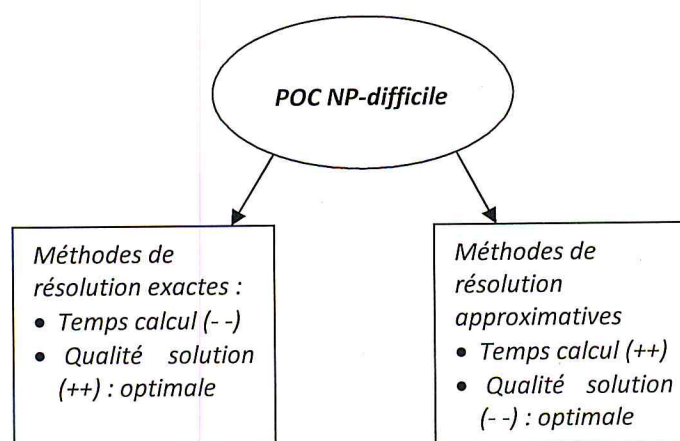 POC NP-difficile
Méthodes de
résolution exactes :
• Temps calcul (- -)
• Qualité solution
(++) : optimale
Méthodes de
résolution
approximatives
• Temps calcul (++)
• Qualité solution
(- -) : optimale